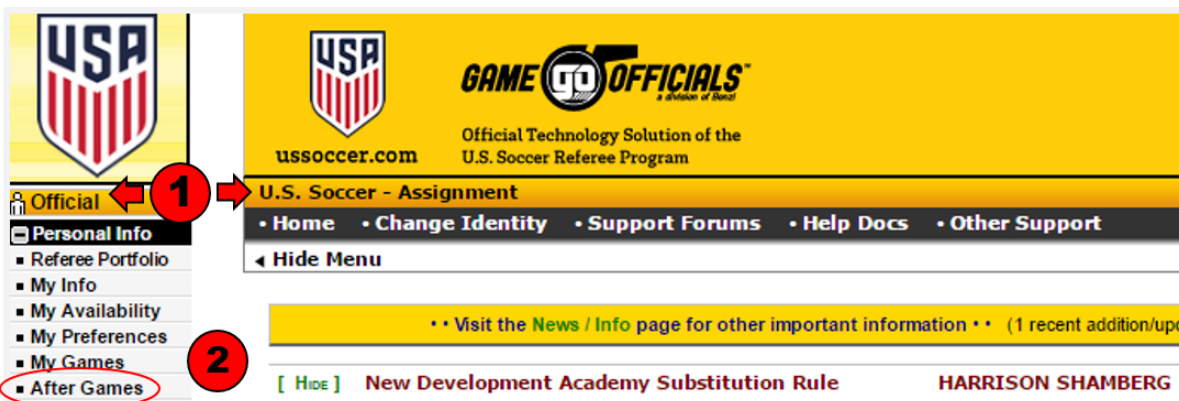 USA
Official
Personal Info
Referee Portfolio
My Info
My Availability
My Preferences
My Games
After Games
1
2
USA
ussoccer.com
GAME go OFFICIALS™
a division of Benzl
Official Technology Solution of the
U.S. Soccer Referee Program
U.S. Soccer - Assignment
• Home • Change Identity • Support Forums • Help Docs • Other Support
Hide Menu
• • Visit the News / Info page for other important information • • (1 recent addition/upd
[ HIDE ] New Development Academy Substitution Rule HARRISON SHAMBERG